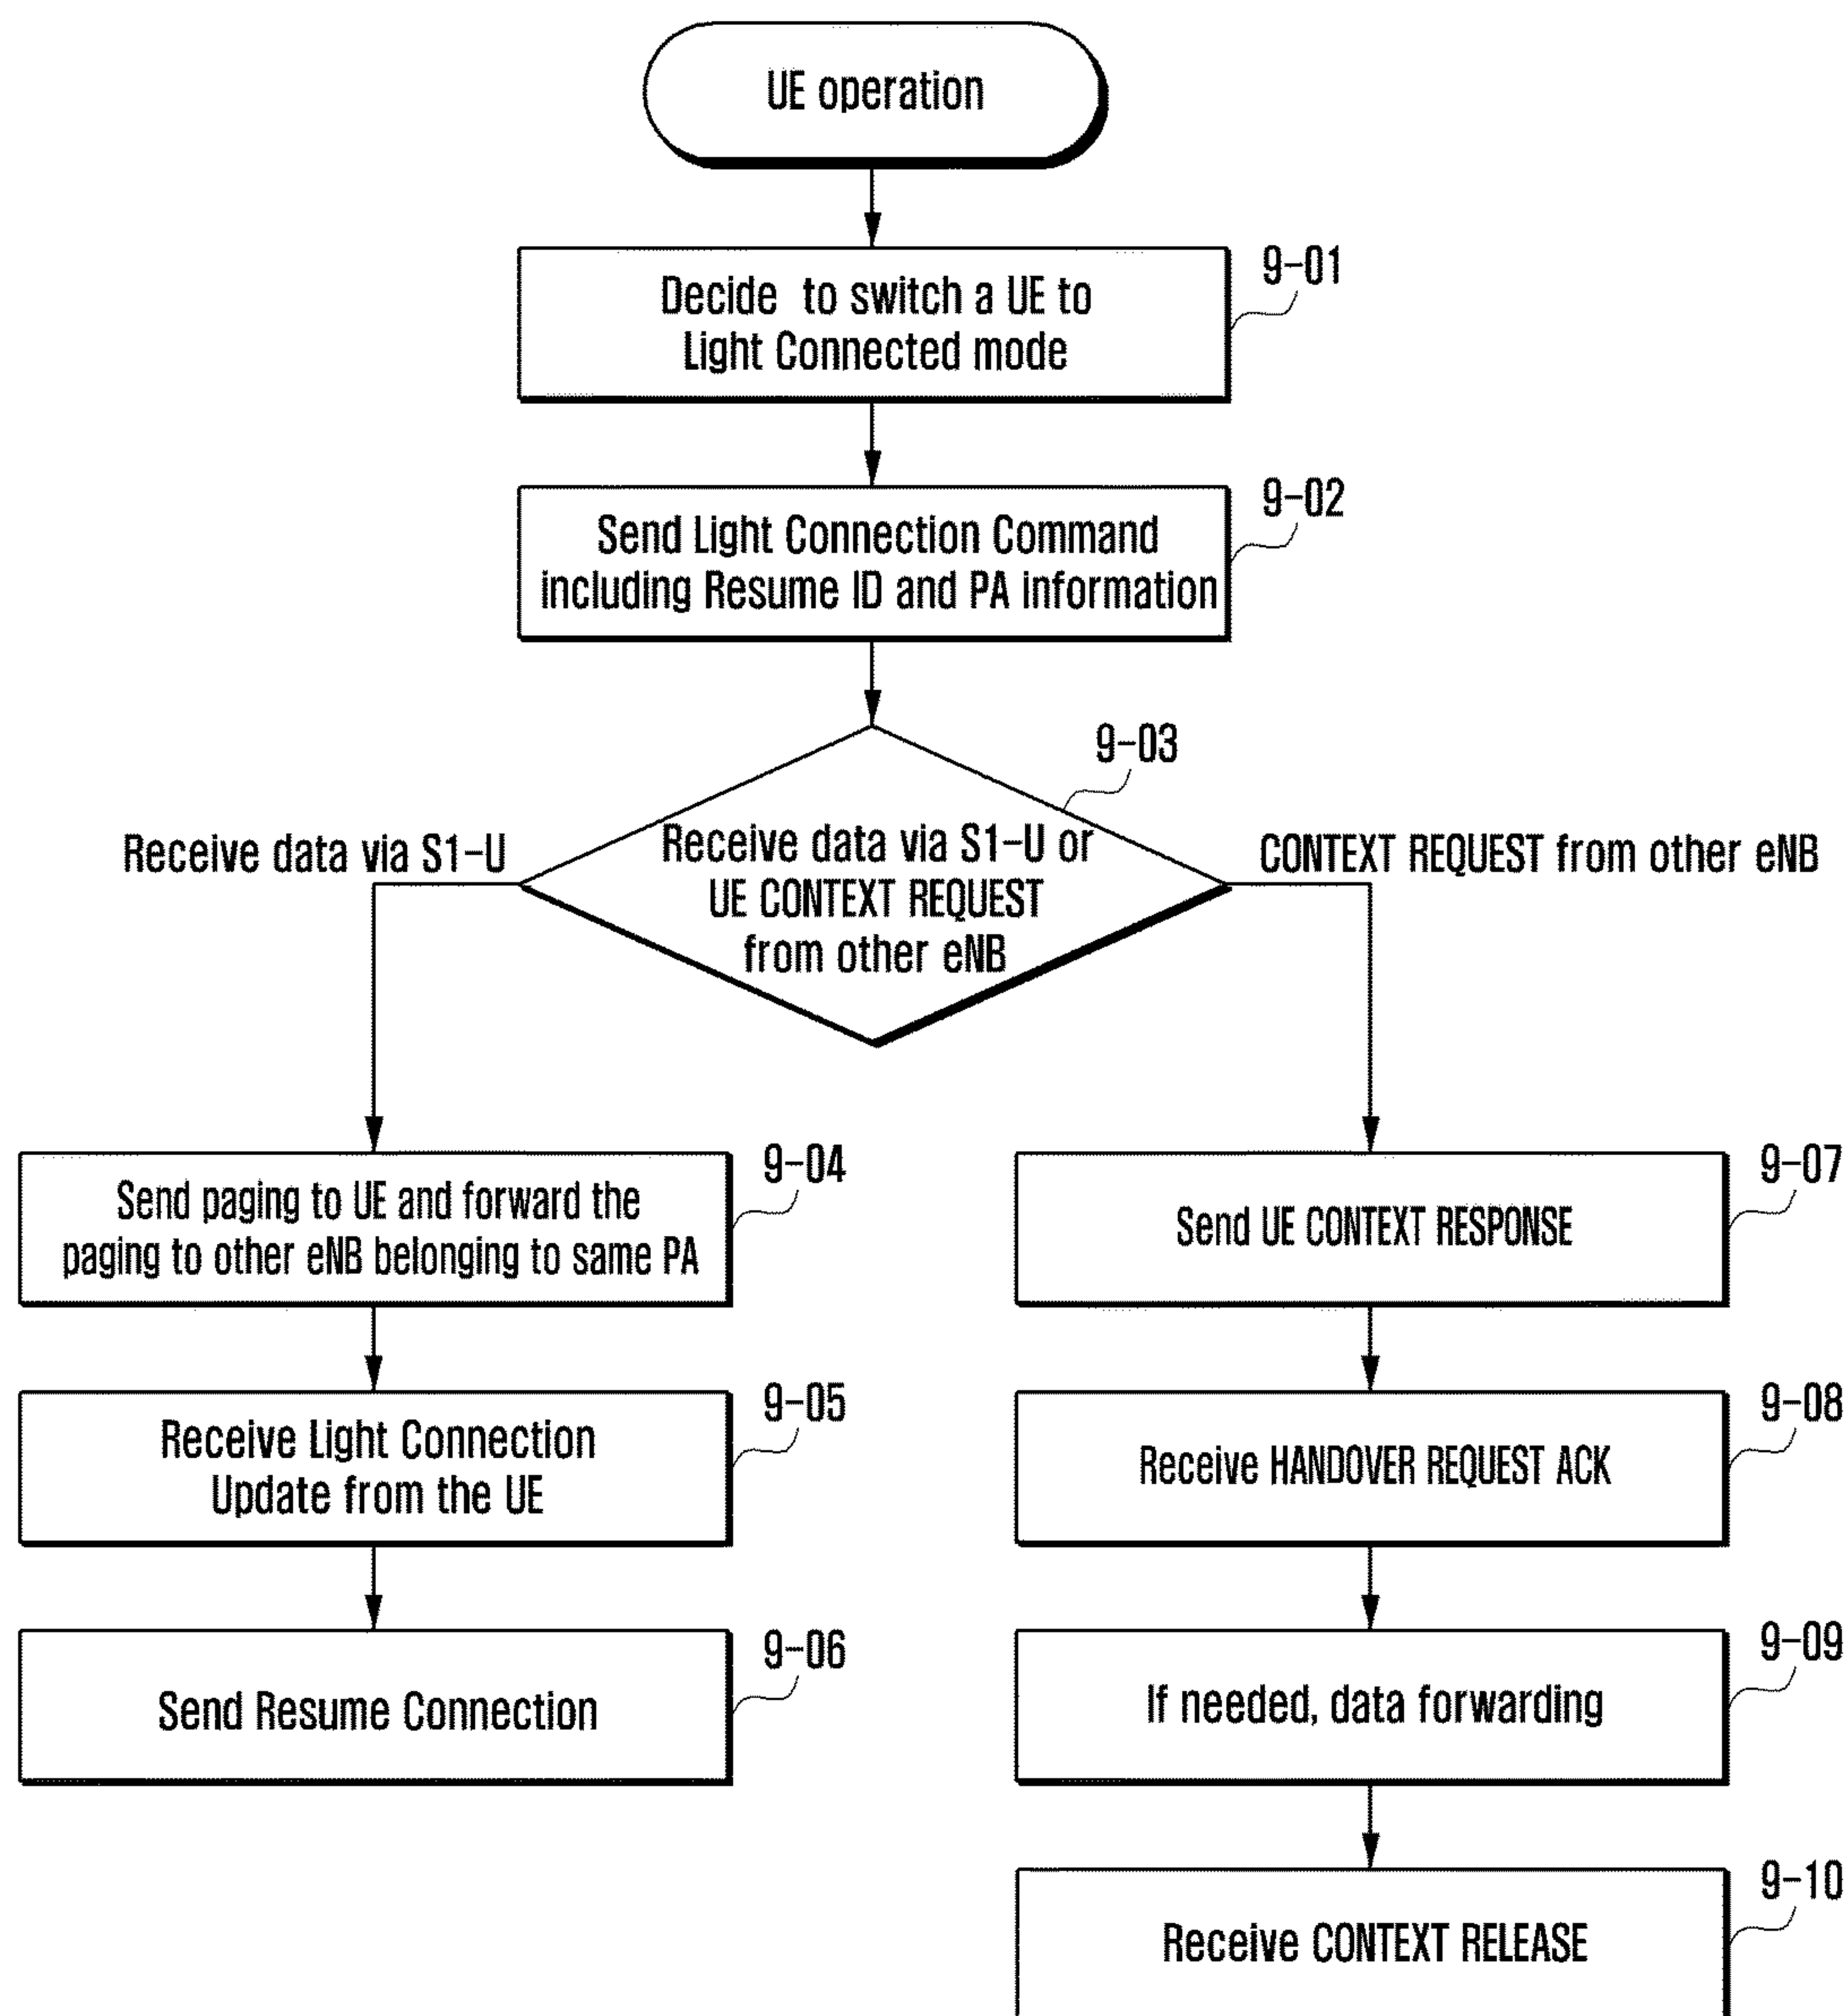 UE operation
9-01
Decide to switch a UE to
Light Connected mode
9-02
Send Light Connection Command
including Resume ID and PA information
9-03
Receive data via S1-U
Receive data via S1-U or
UE CONTEXT REQUEST
from other eNB
CONTEXT REQUEST from other eNB
9-04
Send paging to UE and forward the
paging to other eNB belonging to same PA
9-05
Receive Light Connection
Update from the UE
9-06
Send Resume Connection
9-07
Send UE CONTEXT RESPONSE
9-08
Receive HANDOVER REQUEST ACK
9-09
If needed, data forwarding
9-10
Receive CONTEXT RELEASE